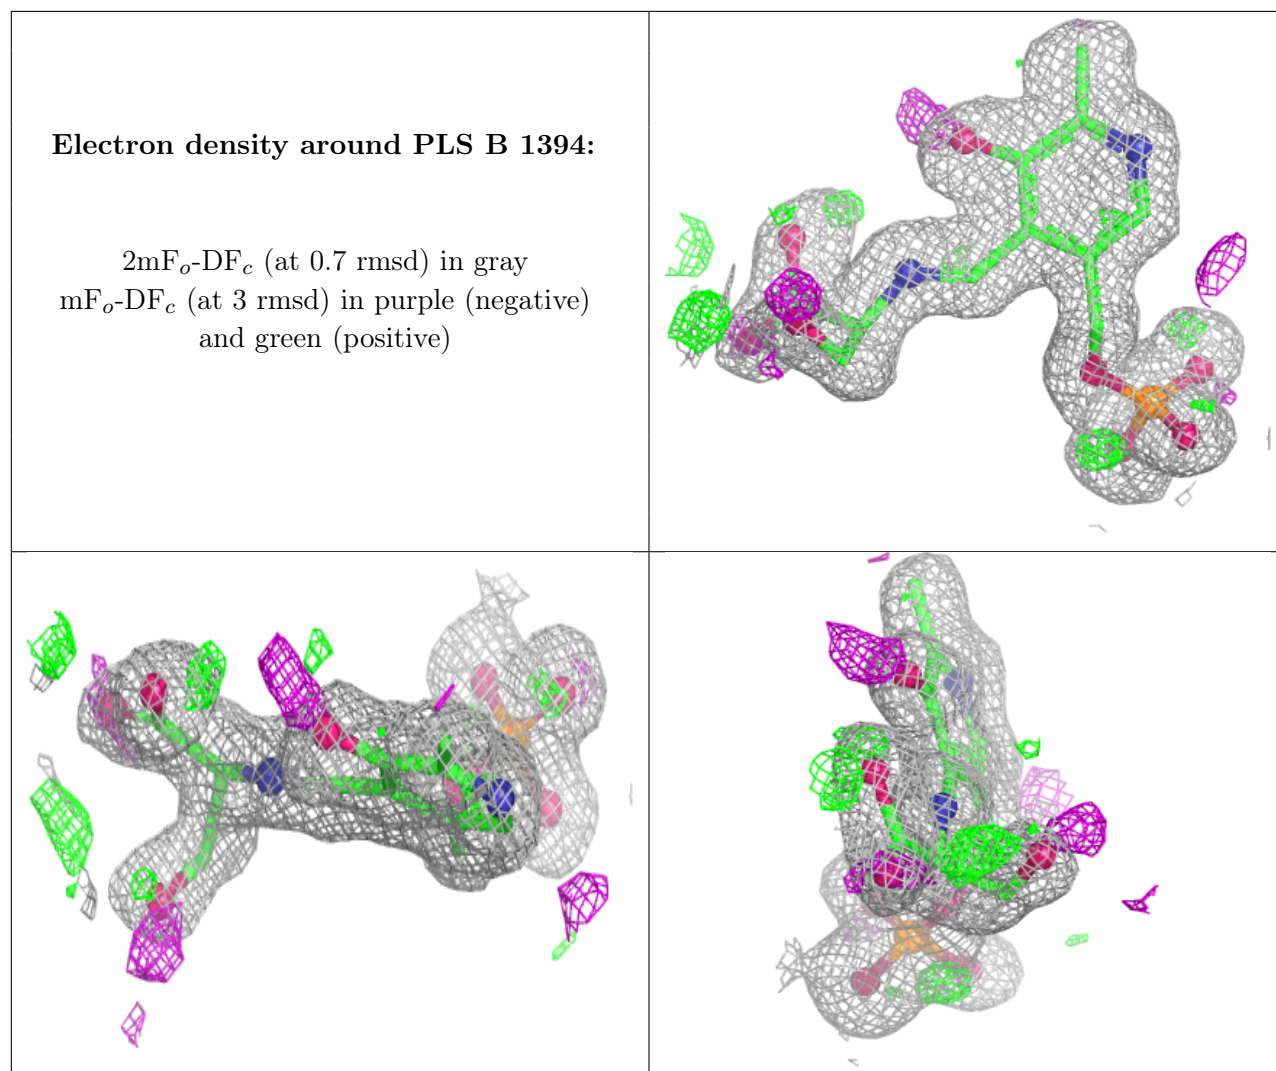 Electron density around PLS B 1394:
2mFₒ-DF𝒸 (at 0.7 rmsd) in gray
mFₒ-DF𝒸 (at 3 rmsd) in purple (negative)
and green (positive)